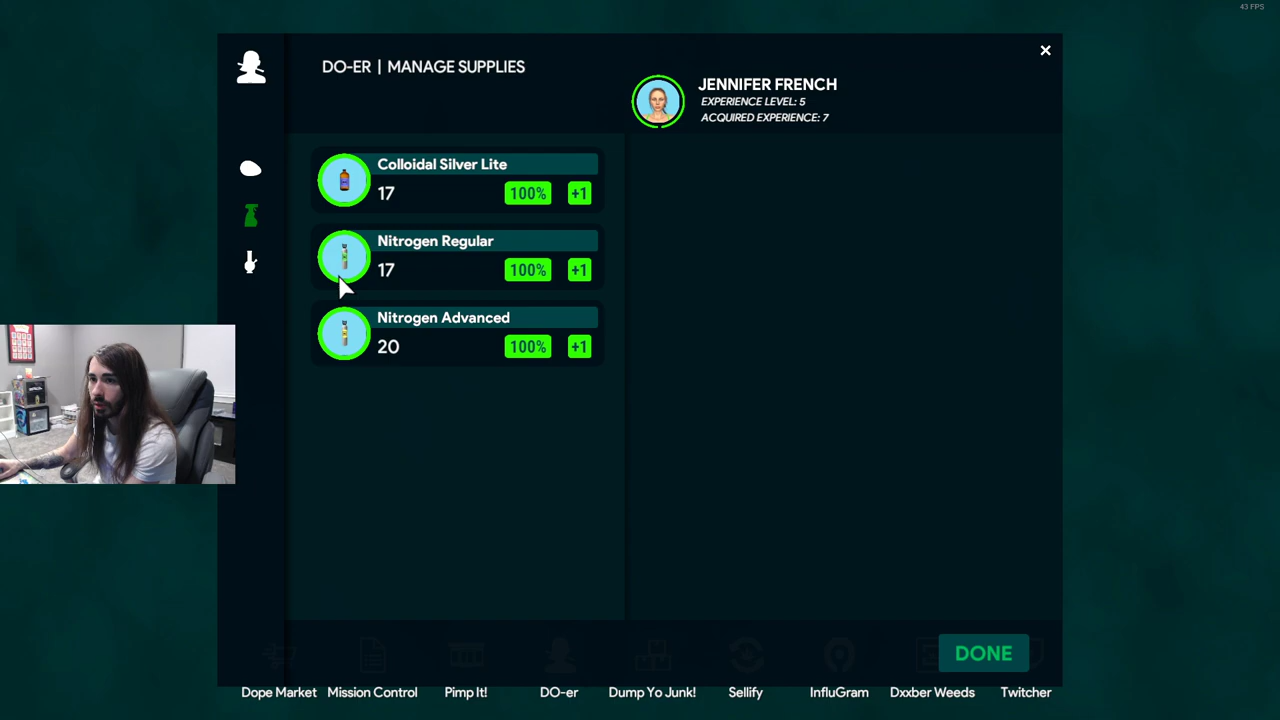 43 FPS
DO-ER | MANAGE SUPPLIES
JENNIFER FRENCH
EXPERIENCE LEVEL: 5
ACQUIRED EXPERIENCE: 7
Colloidal Silver Lite
17 100% +1
Nitrogen Regular
17 100% +1
Nitrogen Advanced
20 100% +1
DONE
Dope Market Mission Control Pimp It! DO-er Dump Yo Junk! Sellify InfluGram Dxxber Weeds Twitcher